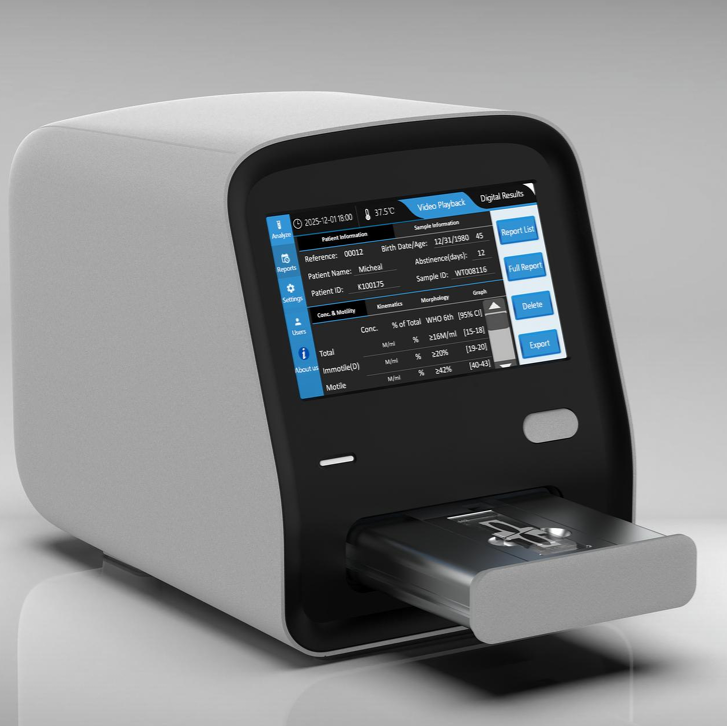 2025-12-01 18:00 37.5℃ Video Playback Digital Results
Analyze
Reports
Settings
Users
About us
Patient Information Sample Information
Reference: 00012 Birth Date/Age: 12/31/1980 45
Patient Name: Micheal Abstinence(days): 12
Patient ID: K100175 Sample ID: WT008116
Conc. & Motility Kinematics Morphology Graph
Conc. % of Total WHO 6th [95% CI]
Total M/ml % ≥16M/ml [15-18]
Immotile(D) M/ml % ≥20% [19-20]
Motile M/ml % ≥42% [40-43]
Report List
Full Report
Delete
Export